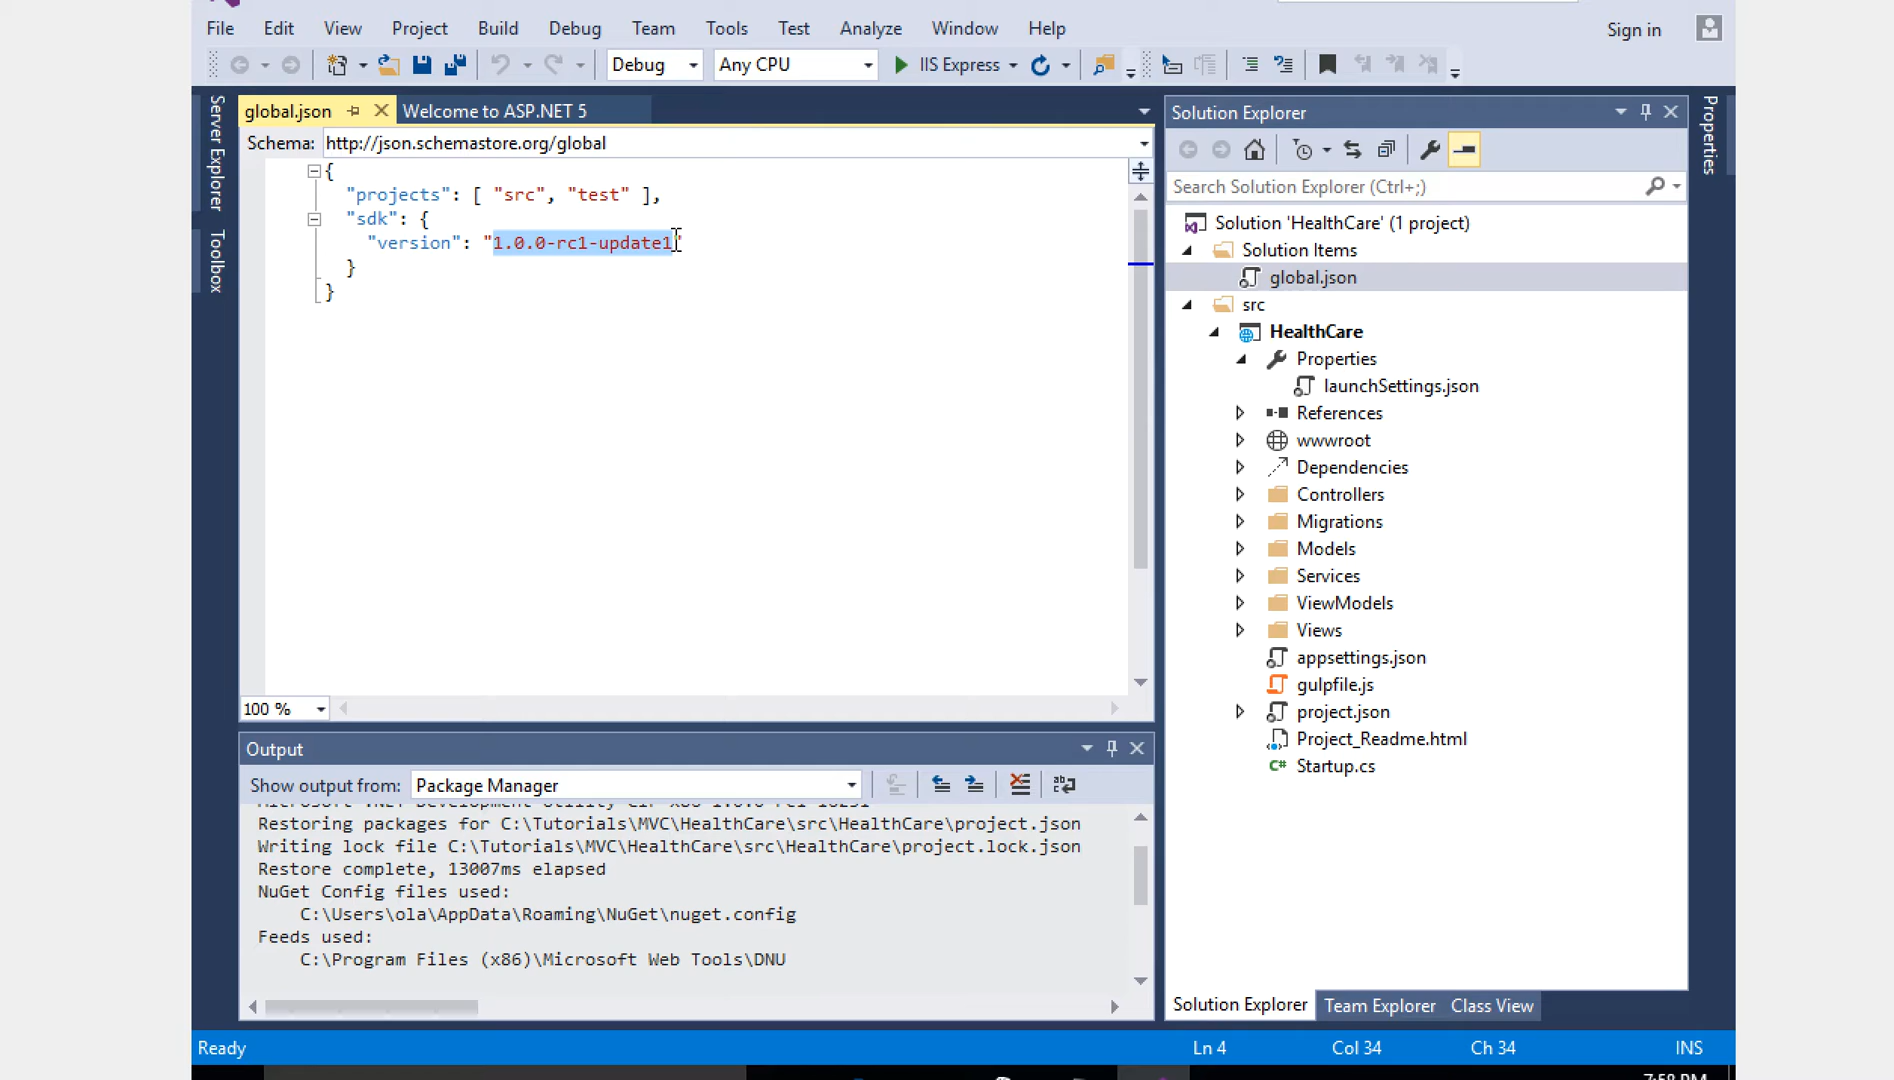 File Edit View Project Build Debug Team Tools Test Analyze Window Help
Sign in
Debug Any CPU IIS Express
Server Explorer
Toolbox
global.json Welcome to ASP.NET 5
Schema: http://json.schemastore.org/global
{
"projects": [ "src", "test" ],
"sdk": {
"version": "1.0.0-rc1-update1"
}
}
100 %
Output
Show output from: Package Manager
Restoring packages for C:\Tutorials\MVC\HealthCare\src\HealthCare\project.json
Writing lock file C:\Tutorials\MVC\HealthCare\src\HealthCare\project.lock.json
Restore complete, 13007ms elapsed
NuGet Config files used:
C:\Users\ola\AppData\Roaming\NuGet\nuget.config
Feeds used:
C:\Program Files (x86)\Microsoft Web Tools\DNU
Solution Explorer
Search Solution Explorer (Ctrl+;)
Solution 'HealthCare' (1 project)
Solution Items
global.json
src
HealthCare
Properties
launchSettings.json
References
wwwroot
Dependencies
Controllers
Migrations
Models
Services
ViewModels
Views
appsettings.json
gulpfile.js
project.json
Project_Readme.html
C# Startup.cs
Solution Explorer Team Explorer Class View
Properties
Ready Ln 4 Col 34 Ch 34 INS